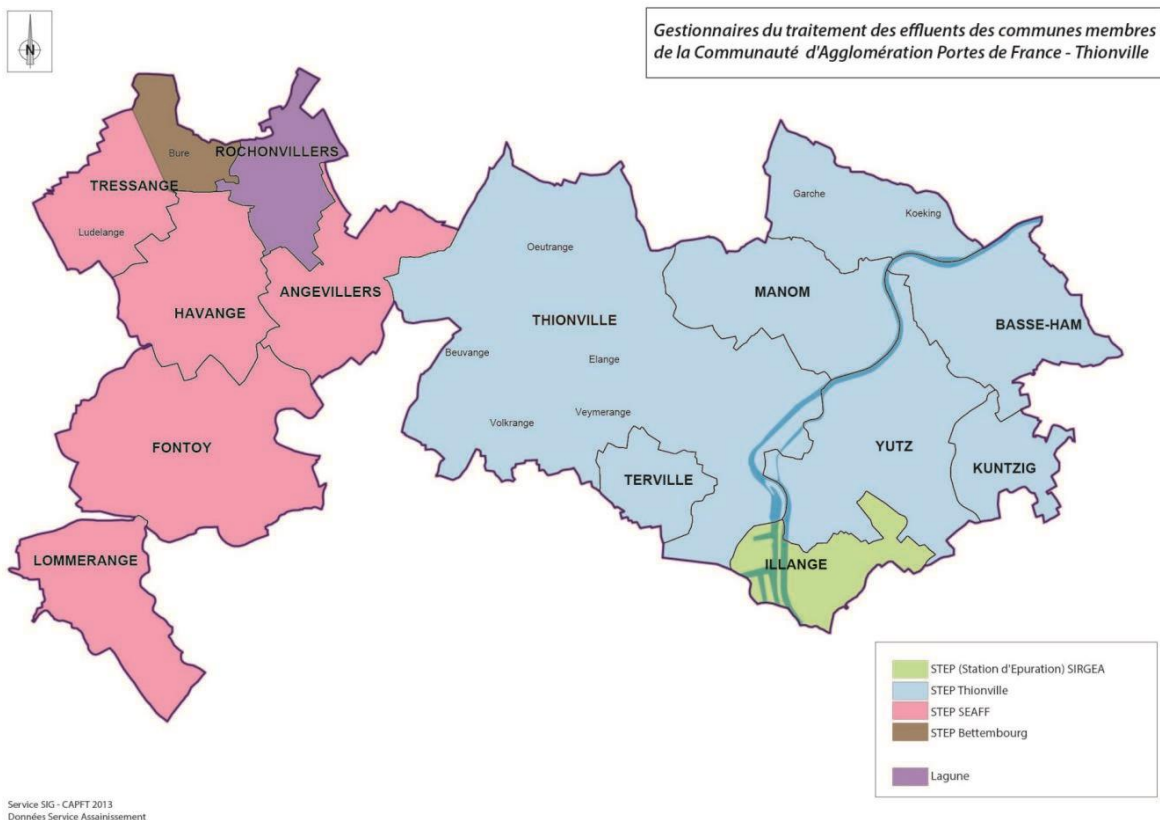 N
Gestionnaires du traitement des effluents des communes membres
de la Communauté d'Agglomération Portes de France - Thionville
Bure
ROCHONVILLERS
TRESSANGE
Ludelange
HAVANGE
ANGEVILLERS
FONTOY
LOMMERANGE
Garche
Koeking
Oeutrange
MANOM
THIONVILLE
BASSE-HAM
Beuvange
Elange
Volkrange
Veymerange
TERVILLE
YUTZ
KUNTZIG
ILLANGE
STEP (Station d'Epuration) SIRGEA
STEP Thionville
STEP SEAFF
STEP Bettembourg
Lagune
Service SIG - CAPFT 2013
Données Service Assainissement